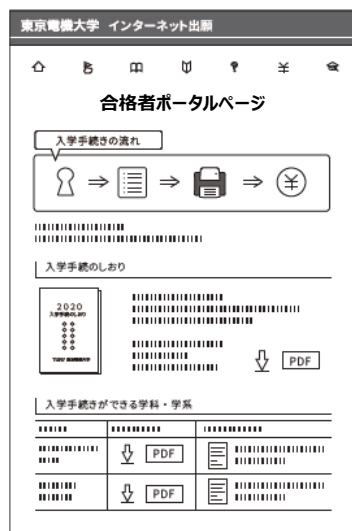 東京電機大学 インターネット出願
合格者ポータルページ
入学手続きの流れ
入学手続のしおり
2020
入学手続のしおり
PDF
入学手続きができる学科・学系
PDF
PDF